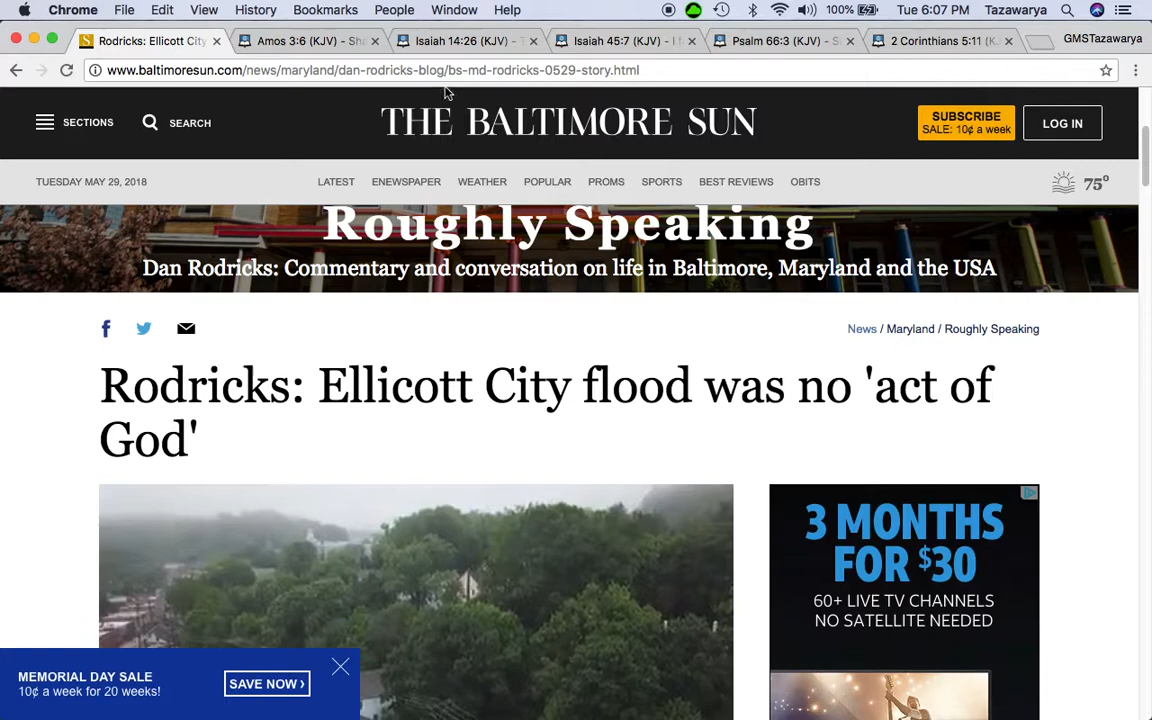 Chrome File Edit View History Bookmarks People Window Help 100% Tue 6:07 PM Tazawarya
Rodricks: Ellicott City Amos 3:6 (KJV) - Sha Isaiah 14:26 (KJV) - T Isaiah 45:7 (KJV) - I f Psalm 66:3 (KJV) - S 2 Corinthians 5:11 (K GMSTazawarya
www.baltimoresun.com/news/maryland/dan-rodricks-blog/bs-md-rodricks-0529-story.html
SECTIONS SEARCH THE BALTIMORE SUN SUBSCRIBE LOG IN
SALE: 10¢ a week
TUESDAY MAY 29, 2018 LATEST ENEWSPAPER WEATHER POPULAR PROMS SPORTS BEST REVIEWS OBITS 75°
Roughly Speaking
Dan Rodricks: Commentary and conversation on life in Baltimore, Maryland and the USA
f News / Maryland / Roughly Speaking
Rodricks: Ellicott City flood was no 'act of
God'
3 MONTHS
FOR $30
60+ LIVE TV CHANNELS
NO SATELLITE NEEDED
MEMORIAL DAY SALE
10¢ a week for 20 weeks!
SAVE NOW ›